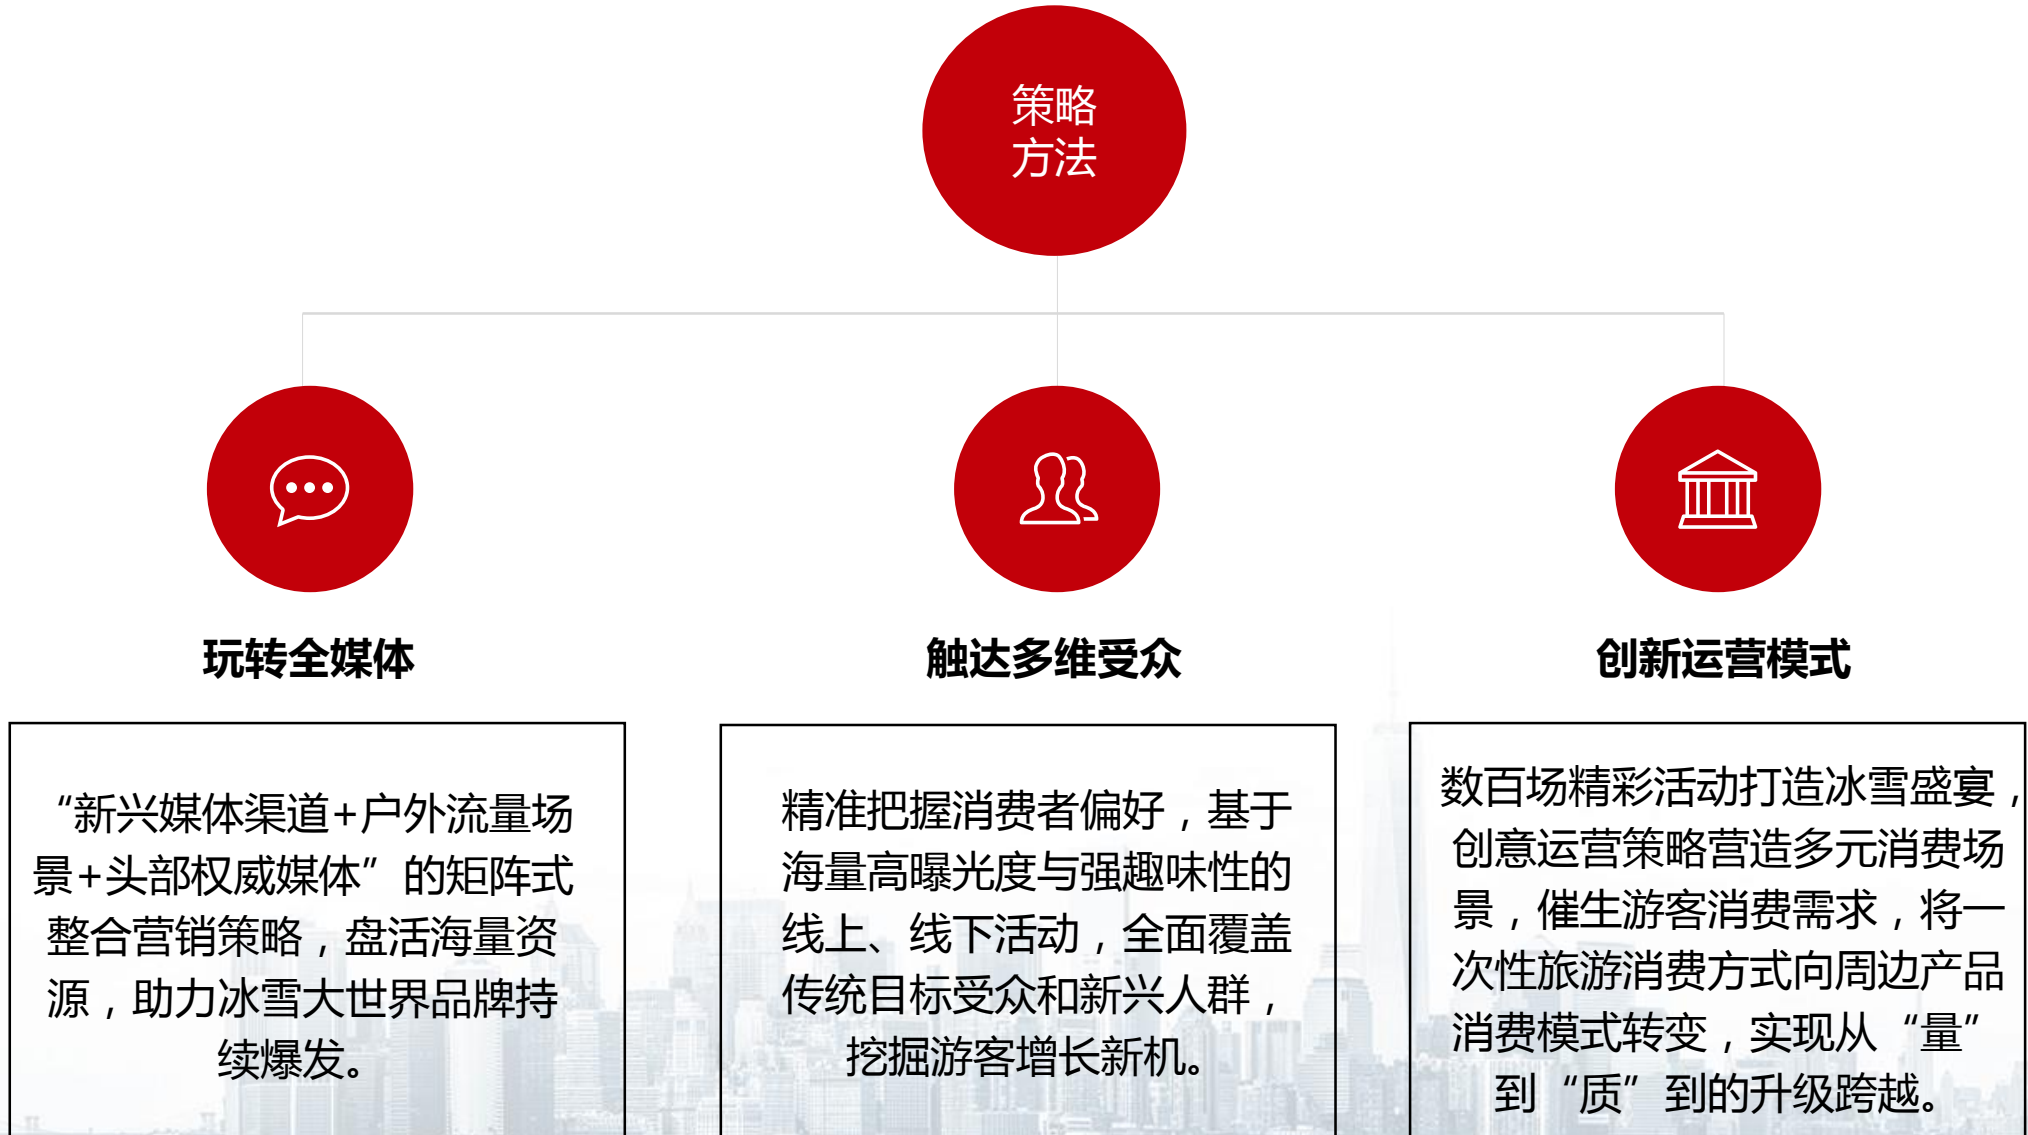 策略
方法
玩转全媒体
触达多维受众
创新运营模式
“新兴媒体渠道+户外流量场
景+头部权威媒体”的矩阵式
整合营销策略，盘活海量资
源，助力冰雪大世界品牌持
续爆发。
精准把握消费者偏好，基于
海量高曝光度与强趣味性的
线上、线下活动，全面覆盖
传统目标受众和新兴人群，
挖掘游客增长新机。
数百场精彩活动打造冰雪盛宴，
创意运营策略营造多元消费场
景，催生游客消费需求，将一
次性旅游消费方式向周边产品
消费模式转变，实现从“量”
到“质”到的升级跨越。